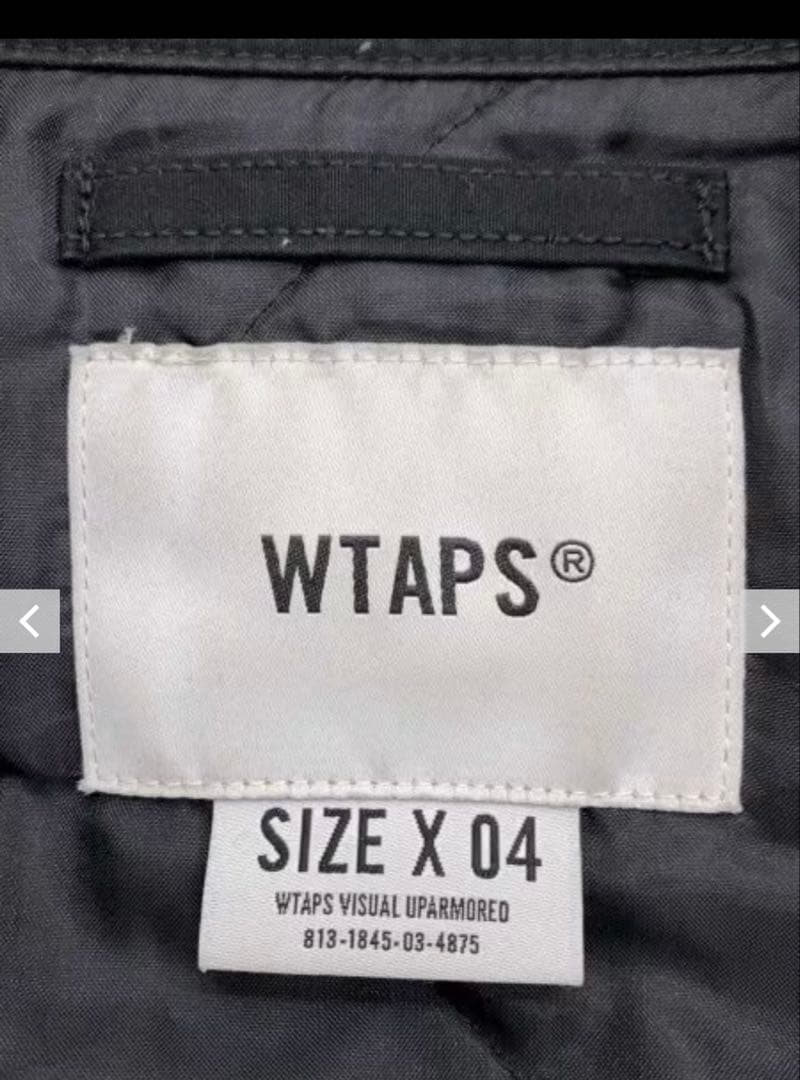 WTAPS®
SIZE X 04
WTAPS VISUAL UPARMORED
813-1845-03-4875